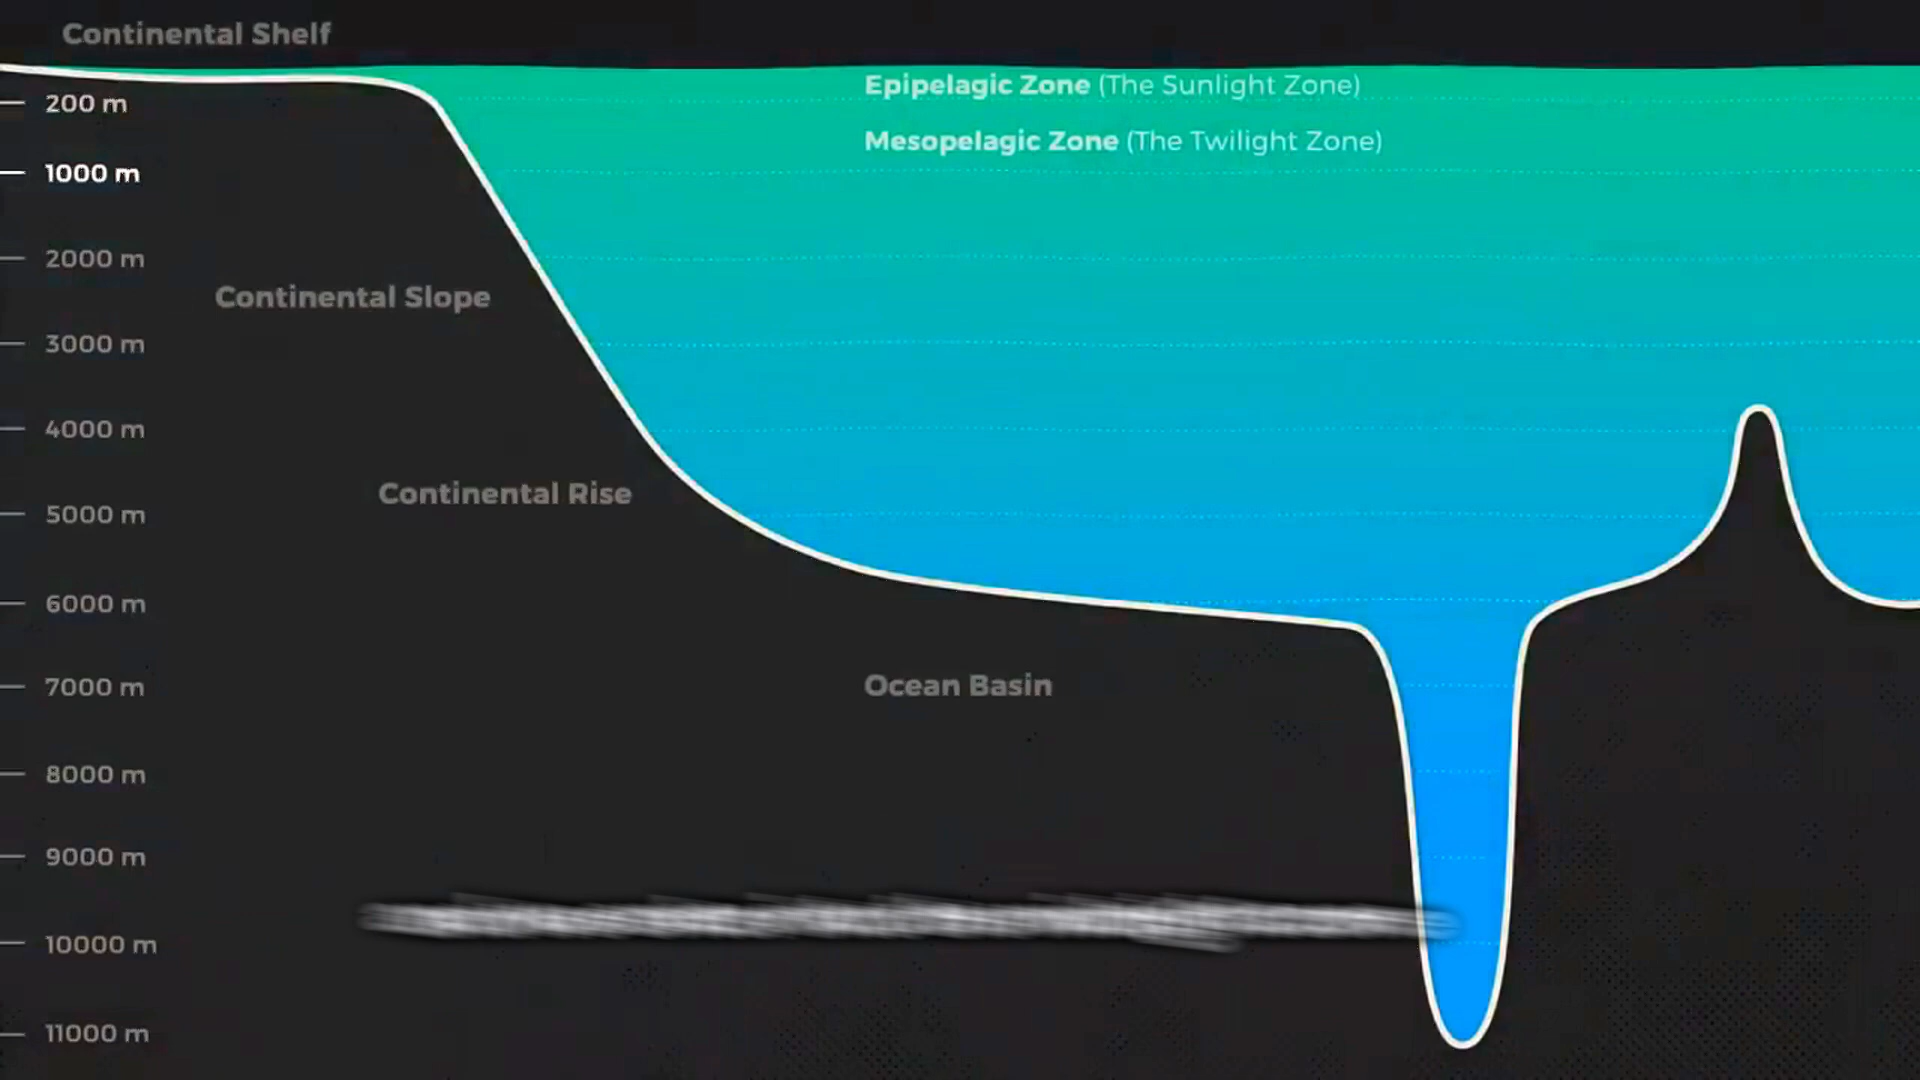 Continental Shelf
Epipelagic Zone (The Sunlight Zone)
200 m
Mesopelagic Zone (The Twilight Zone)
1000 m
2000 m
Continental Slope
3000 m
4000 m
Continental Rise
5000 m
6000 m
Ocean Basin
7000 m
8000 m
9000 m
10000 m
11000 m